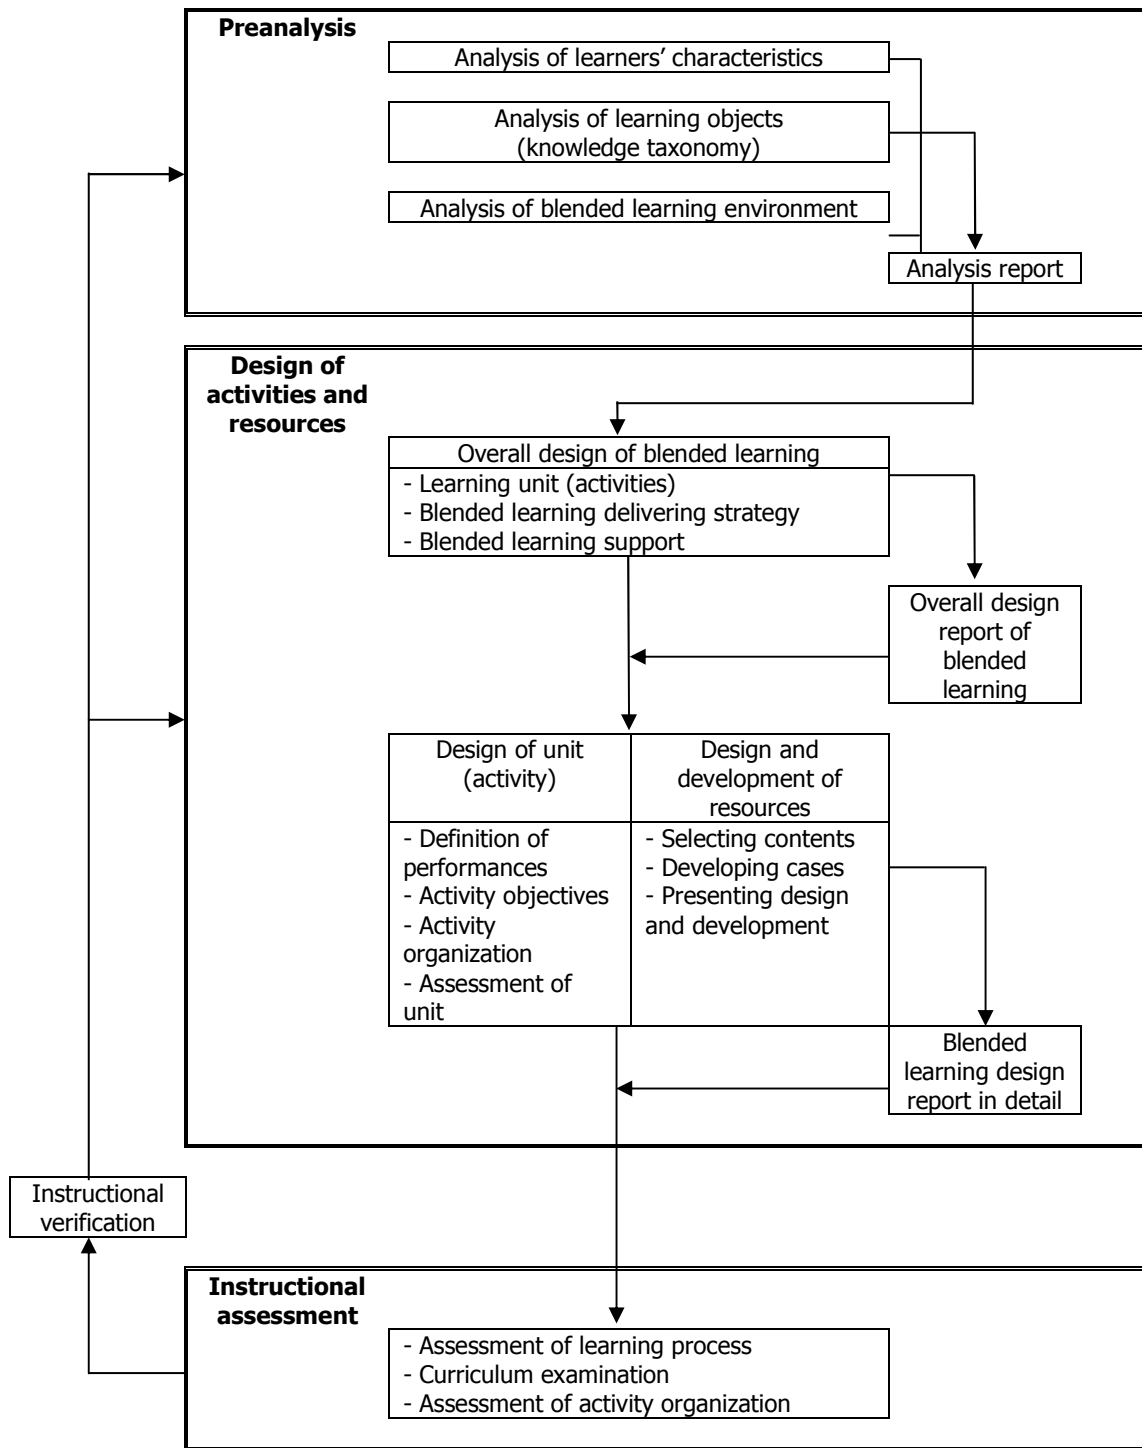 Preanalysis
Analysis of learners’ characteristics
Analysis of learning objects
(knowledge taxonomy)
Analysis of blended learning environment
Analysis report
Design of
activities and
resources
Overall design of blended learning
- Learning unit (activities)
- Blended learning delivering strategy
- Blended learning support
Overall design
report of
blended
learning
Design of unit
(activity)
Design and
development of
resources
- Definition of
performances
- Activity objectives
- Activity
organization
- Assessment of
unit
- Selecting contents
- Developing cases
- Presenting design
and development
Blended
learning design
report in detail
Instructional
verification
Instructional
assessment
- Assessment of learning process
- Curriculum examination
- Assessment of activity organization